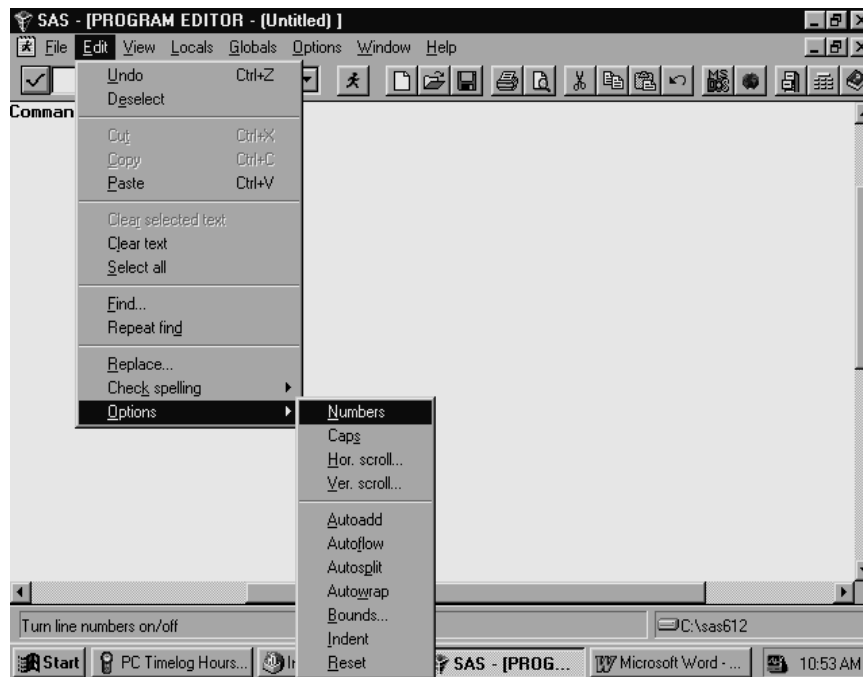 SAS - [PROGRAM EDITOR - (Untitled) ]
File Edit View Locals Globals Options Window Help
MS DOS
Comman
Undo Ctrl+Z
Deselect
Cut Ctrl+X
Copy Ctrl+C
Paste Ctrl+V
Clear selected text
Clear text
Select all
Find...
Repeat find
Replace...
Check spelling
Options
Numbers
Caps
Hor. scroll...
Ver. scroll...
Autoadd
Autoflow
Autosplit
Autowrap
Bounds...
Indent
Reset
Turn line numbers on/off
C:\sas612
Start PC Timelog Hours... In SAS - [PROG... Microsoft Word - ... 10:53 AM